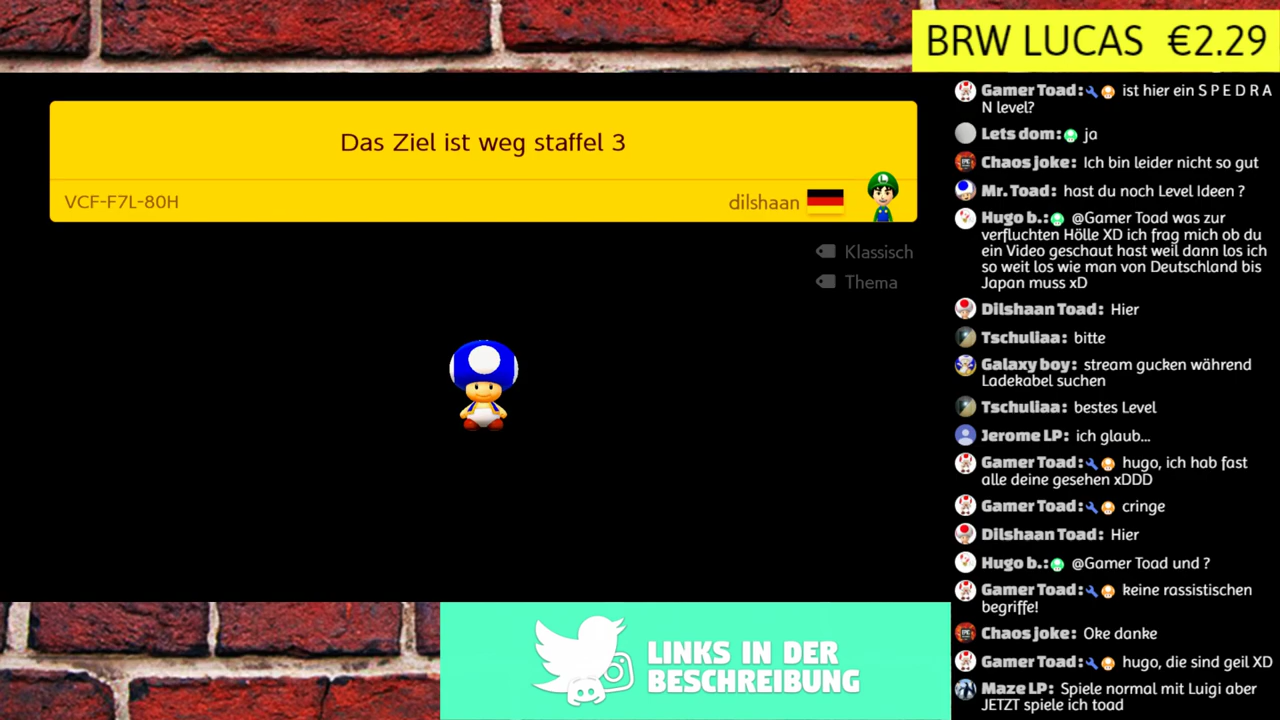 BRW LUCAS €2.29
Das Ziel ist weg staffel 3
VCF-F7L-80H
dilshaan
Klassisch
Thema
Gamer Toad: ist hier ein S P E D R A
N level?
Lets dom: ja
Chaos joke: Ich bin leider nicht so gut
Mr. Toad: hast du noch Level Ideen ?
Hugo b.: @Gamer Toad was zur
verfluchten Hölle XD ich frag mich ob du
ein Video geschaut hast weil dann los ich
so weit los wie man von Deutschland bis
Japan muss xD
Dilshaan Toad: Hier
Tschuliaa: bitte
Galaxy boy: stream gucken während
Ladekabel suchen
Tschuliaa: bestes Level
Jerome LP: ich glaub...
Gamer Toad: hugo, ich hab fast
alle deine gesehen xDDD
Gamer Toad: cringe
Dilshaan Toad: Hier
Hugo b.: @Gamer Toad und ?
Gamer Toad: keine rassistischen
begriffe!
Chaos joke: Oke danke
Gamer Toad: hugo, die sind geil XD
Maze LP: Spiele normal mit Luigi aber
JETZT spiele ich toad
LINKS IN DER
BESCHREIBUNG